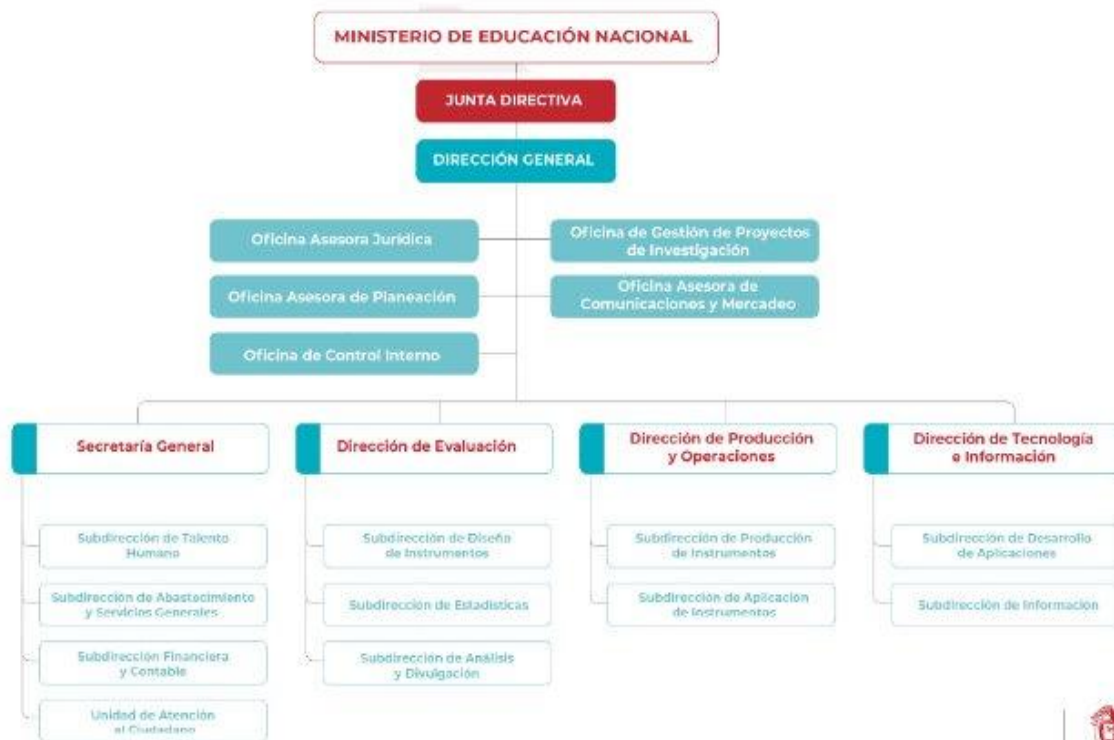 MINISTERIO DE EDUCACIÓN NACIONAL
JUNTA DIRECTIVA
DIRECCIÓN GENERAL
Oficina Asesora Jurídica
Oficina de Gestión de Proyectos
de Investigación
Oficina Asesora de Planeación
Oficina Asesora de
Comunicaciones y Mercadeo
Oficina de Control Interno
Secretaría General
Dirección de Evaluación
Dirección de Producción
y Operaciones
Dirección de Tecnología
e Información
Subdirección de Talento
Humano
Subdirección de Abastecimiento
y Servicios Generales
Subdirección Financiera
y Contable
Unidad de Atención
al Ciudadano
Subdirección de Diseño
de Instrumentos
Subdirección de Estadísticas
Subdirección de Análisis
y Divulgación
Subdirección de Producción
de Instrumentos
Subdirección de Aplicación
de Instrumentos
Subdirección de Desarrollo
de Aplicaciones
Subdirección de Información